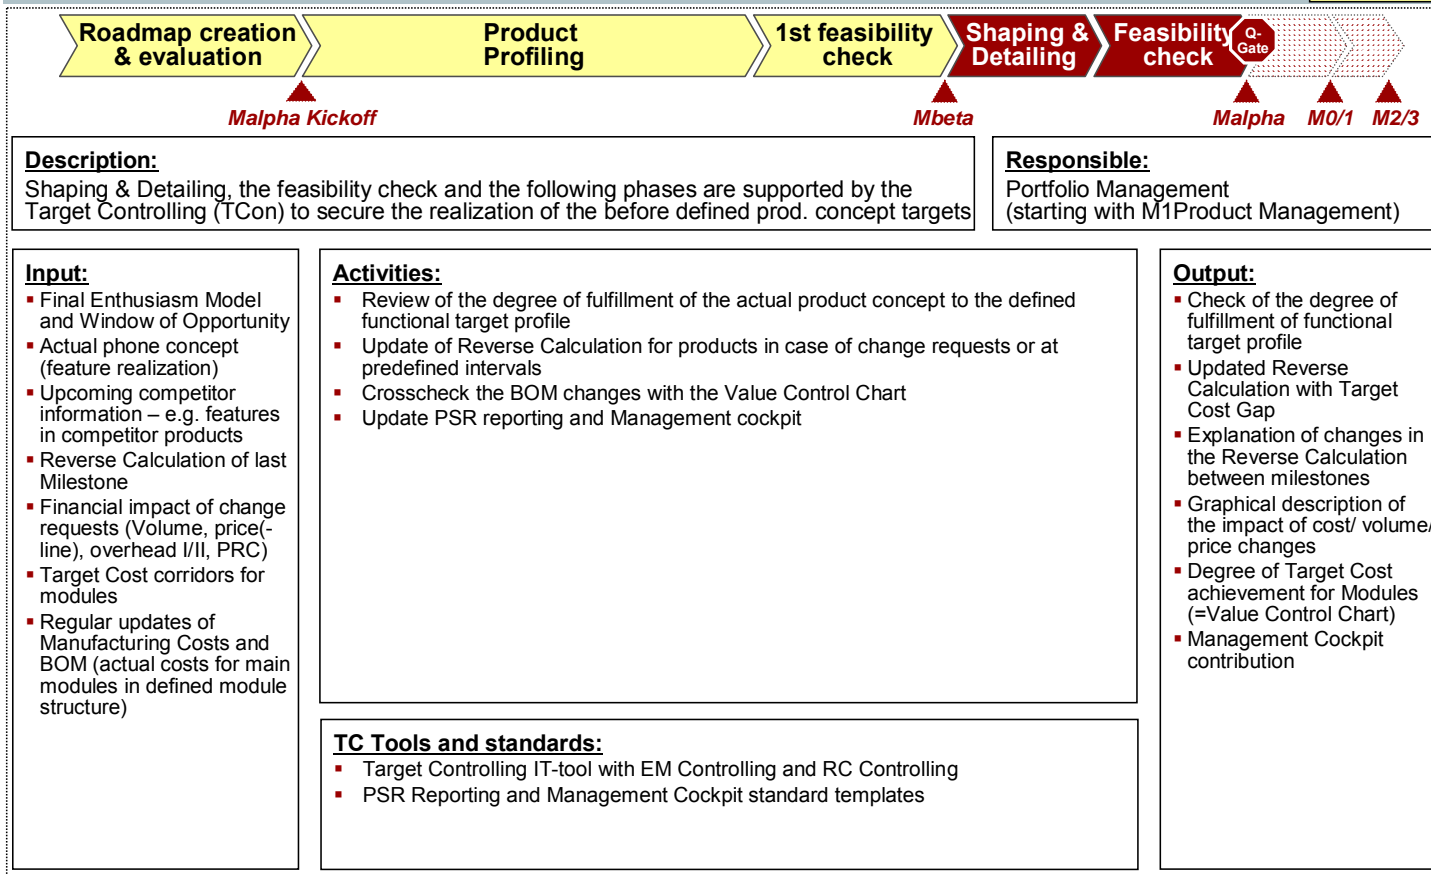 Roadmap creation
& evaluation
Product
Profiling
1st feasibility
check
Shaping &
Detailing
Feasibility
check
Q-
Gate
Malpha Kickoff
Mbeta
Malpha
M0/1
M2/3
Description:
Shaping & Detailing, the feasibility check and the following phases are supported by the
Target Controlling (TCon) to secure the realization of the before defined prod. concept targets
Responsible:
Portfolio Management
(starting with M1Product Management)
Input:
▪ Final Enthusiasm Model
and Window of Opportunity
▪ Actual phone concept
(feature realization)
▪ Upcoming competitor
information – e.g. features
in competitor products
▪ Reverse Calculation of last
Milestone
▪ Financial impact of change
requests (Volume, price(-
line), overhead I/II, PRC)
▪ Target Cost corridors for
modules
▪ Regular updates of
Manufacturing Costs and
BOM (actual costs for main
modules in defined module
structure)
Activities:
▪ Review of the degree of fulfillment of the actual product concept to the defined
functional target profile
▪ Update of Reverse Calculation for products in case of change requests or at
predefined intervals
▪ Crosscheck the BOM changes with the Value Control Chart
▪ Update PSR reporting and Management cockpit
TC Tools and standards:
▪ Target Controlling IT-tool with EM Controlling and RC Controlling
▪ PSR Reporting and Management Cockpit standard templates
Output:
▪ Check of the degree of
fulfillment of functional
target profile
▪ Updated Reverse
Calculation with Target
Cost Gap
▪ Explanation of changes in
the Reverse Calculation
between milestones
▪ Graphical description of
the impact of cost/ volume/
price changes
▪ Degree of Target Cost
achievement for Modules
(=Value Control Chart)
▪ Management Cockpit
contribution